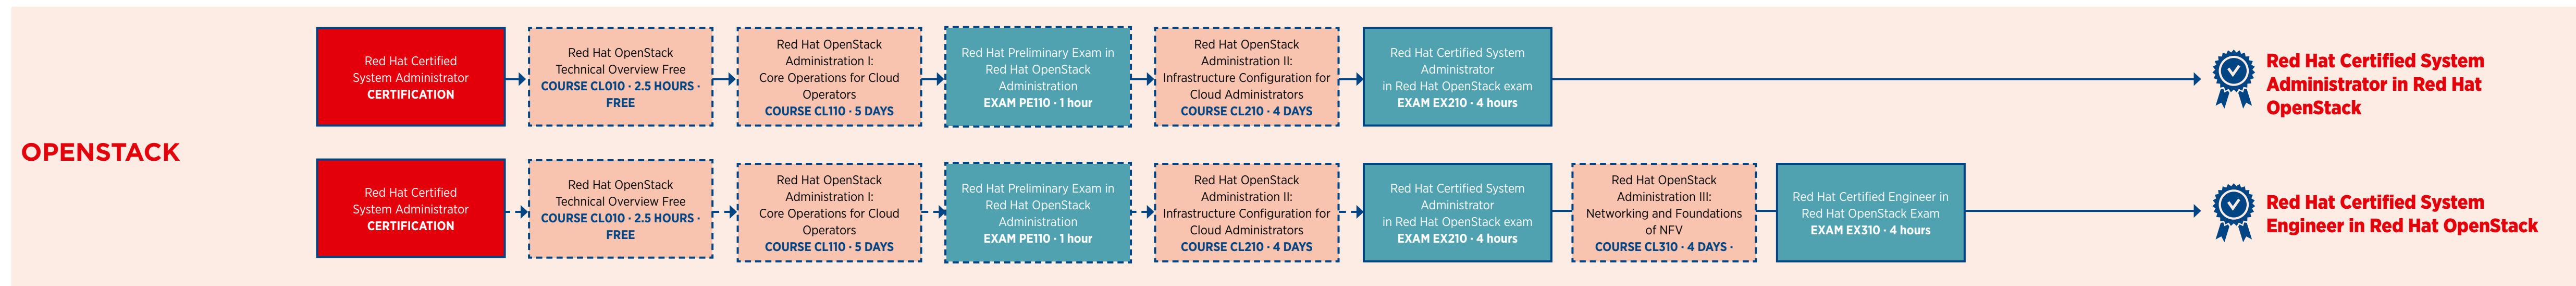 OPENSTACK
Red Hat Certified
System Administrator
CERTIFICATION
Red Hat OpenStack
Technical Overview Free
COURSE CL010 · 2.5 HOURS ·
FREE
Red Hat OpenStack
Administration I:
Core Operations for Cloud
Operators
COURSE CL110 · 5 DAYS
Red Hat Preliminary Exam in
Red Hat OpenStack
Administration
EXAM PE110 · 1 hour
Red Hat OpenStack
Administration II:
Infrastructure Configuration for
Cloud Administrators
COURSE CL210 · 4 DAYS
Red Hat Certified System
Administrator
in Red Hat OpenStack exam
EXAM EX210 · 4 hours
Red Hat Certified System
Administrator in Red Hat
OpenStack
Red Hat Certified
System Administrator
CERTIFICATION
Red Hat OpenStack
Technical Overview Free
COURSE CL010 · 2.5 HOURS ·
FREE
Red Hat OpenStack
Administration I:
Core Operations for Cloud
Operators
COURSE CL110 · 5 DAYS
Red Hat Preliminary Exam in
Red Hat OpenStack
Administration
EXAM PE110 · 1 hour
Red Hat OpenStack
Administration II:
Infrastructure Configuration for
Cloud Administrators
COURSE CL210 · 4 DAYS
Red Hat Certified System
Administrator
in Red Hat OpenStack exam
EXAM EX210 · 4 hours
Red Hat OpenStack
Administration III:
Networking and Foundations
of NFV
COURSE CL310 · 4 DAYS ·
Red Hat Certified Engineer in
Red Hat OpenStack Exam
EXAM EX310 · 4 hours
Red Hat Certified System
Engineer in Red Hat OpenStack